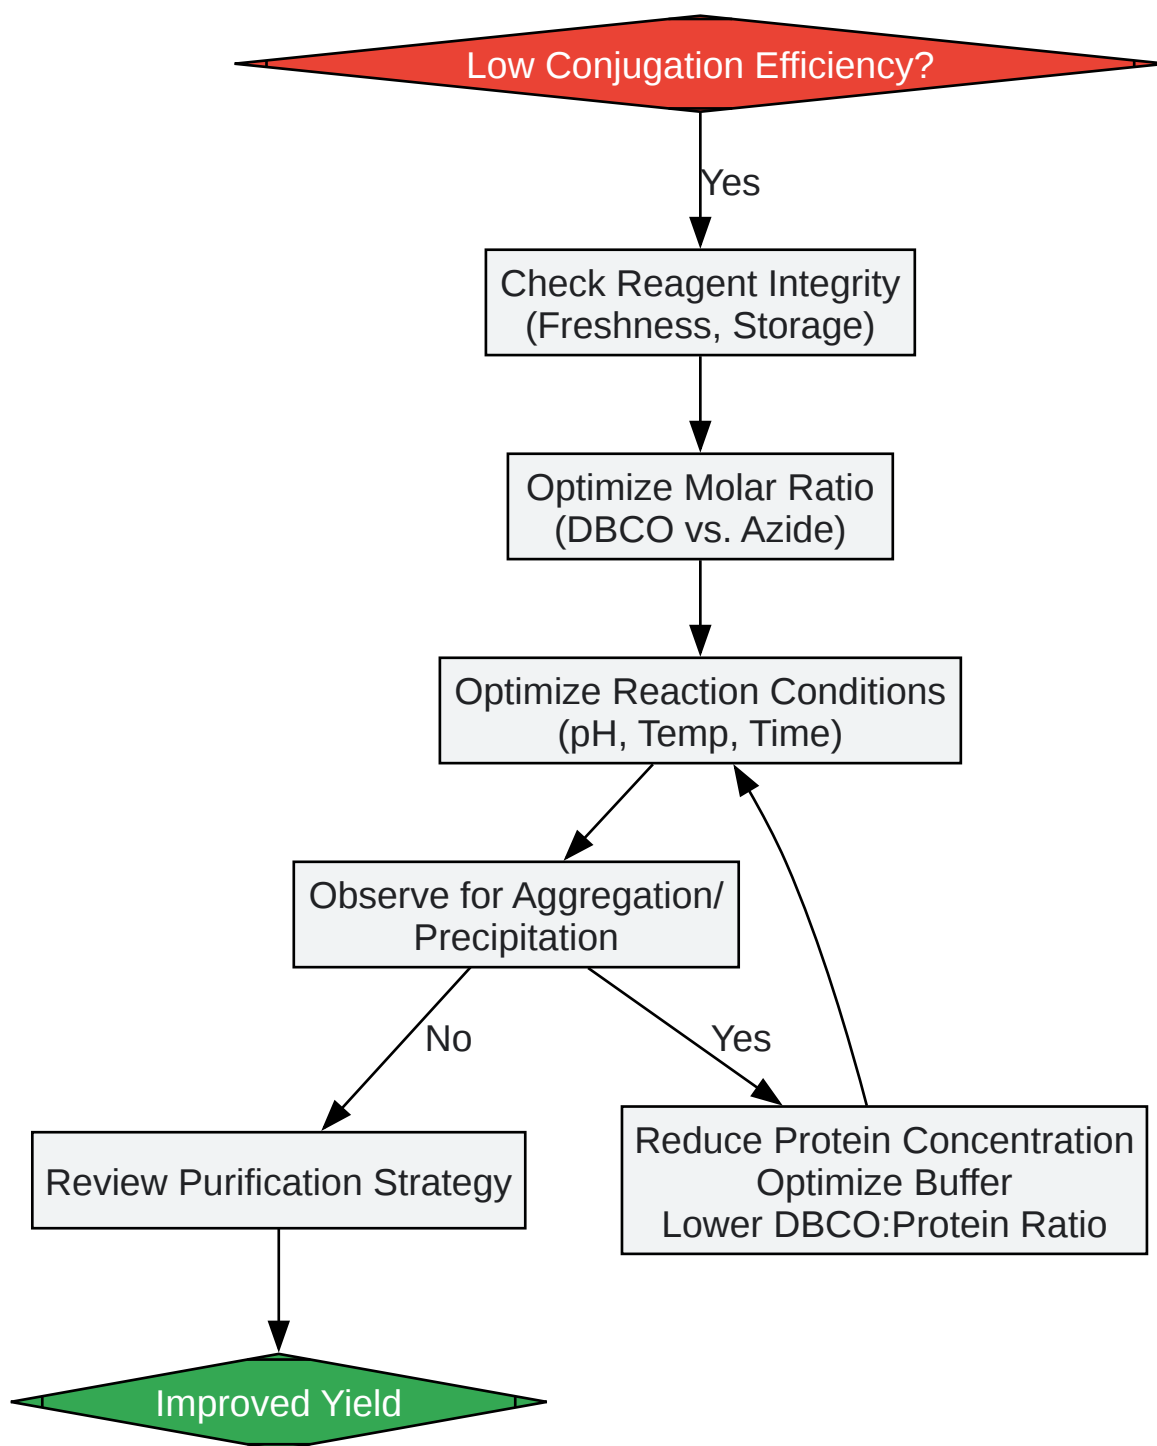 Low Conjugation Efficiency?
Yes
Check Reagent Integrity
(Freshness, Storage)
Optimize Molar Ratio
(DBCO vs. Azide)
Optimize Reaction Conditions
(pH, Temp, Time)
Observe for Aggregation/
Precipitation
No
Yes
Review Purification Strategy
Reduce Protein Concentration
Optimize Buffer
Lower DBCO:Protein Ratio
Improved Yield